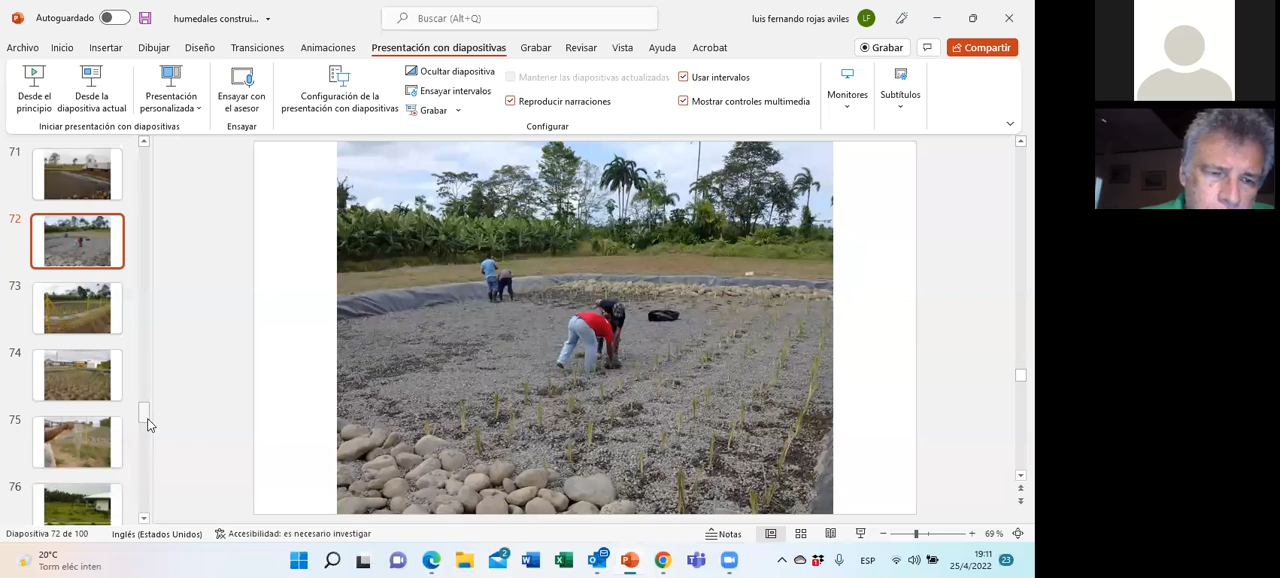 Autoguardado
humedales construi...
Buscar (Alt+Q)
luis fernando rojas aviles
LF
Archivo
Inicio
Insertar
Dibujar
Diseño
Transiciones
Animaciones
Presentación con diapositivas
Grabar
Revisar
Vista
Ayuda
Acrobat
Grabar
Compartir
Desde el principio
Desde la diapositiva actual
Presentación personalizada
Ensayar con el asesor
Configuración de la presentación con diapositivas
Ocultar diapositiva
Ensayar intervalos
Grabar
Mantener las diapositivas actualizadas
Reproducir narraciones
Usar intervalos
Mostrar controles multimedia
Monitores
Subtítulos
Iniciar presentación con diapositivas
Ensayar
Configurar
71
72
73
74
75
76
Diapositiva 72 de 100
Inglés (Estados Unidos)
Accesibilidad: es necesario investigar
Notas
69 %
20°C
Torm eléc inten
2
1
ESP
19:11
25/4/2022
23